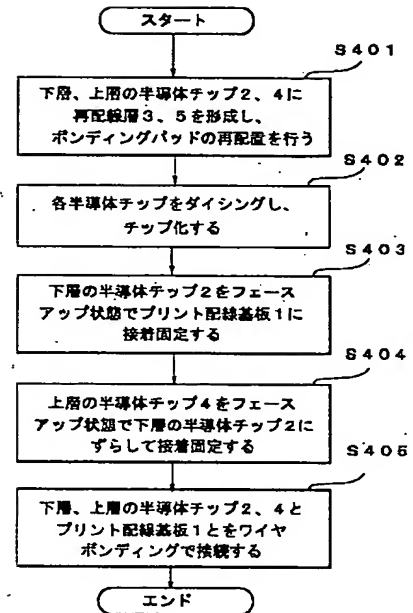 スタート
S401
下層、上層の半導体チップ2、4に
再配線層3、5を形成し、
ボンディングパッドの再配置を行う
S402
各半導体チップをダイシングし、
チップ化する
S403
下層の半導体チップ2をフェース
アップ状態でプリント配線基板1に
接着固定する
S404
上層の半導体チップ4をフェース
アップ状態で下層の半導体チップ2に
ずらして接着固定する
S405
下層、上層の半導体チップ2、4と
プリント配線基板1とをワイヤ
ボンディングで接続する
エンド